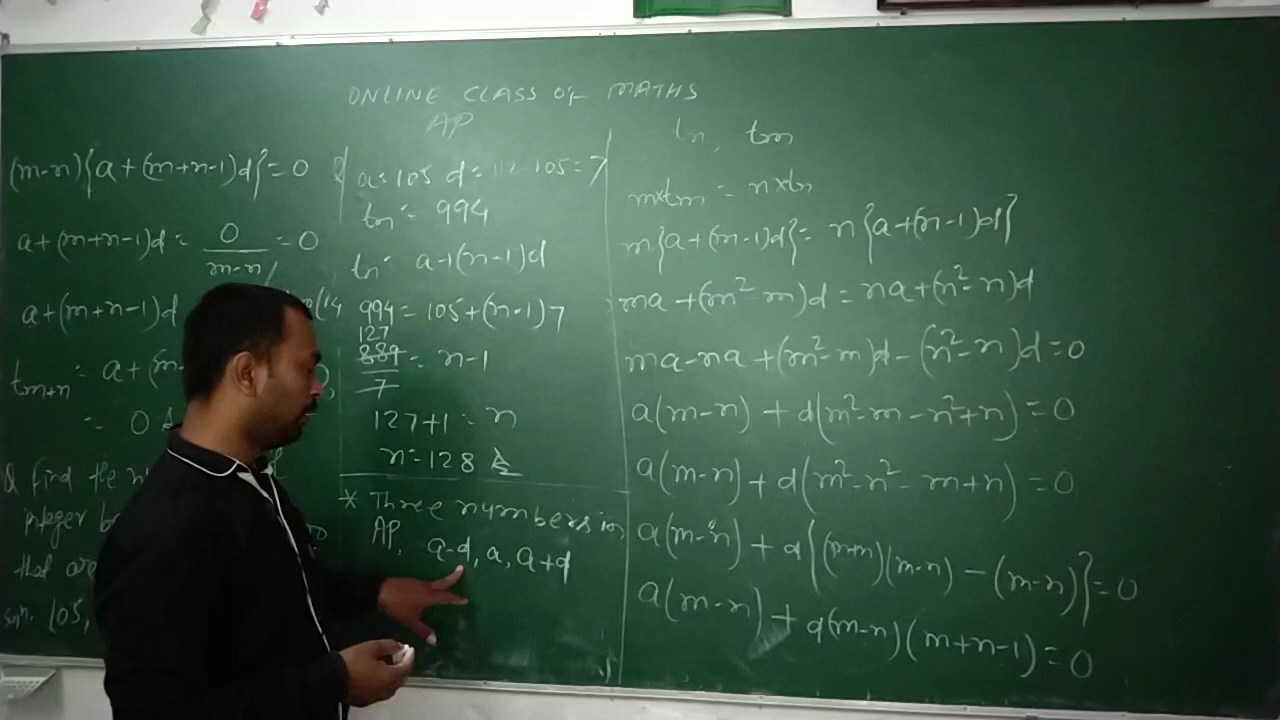 ONLINE CLASS OF MATHS
AP
(m-n){a+(m+n-1)d}=0
a+(m+n-1)d = 0/(m-n) = 0
a+(m+n-1)d
tm+n = a+(m
= 0
Q find the
integer b
that are
soln. 105,
a=105 d= 112-105=7
tn = 994
tn = a+(n-1)d
994 = 105+(n-1)7
127
889/7 = n-1
127+1 = n
n=128
* Three numbers in
AP, a-d, a, a+d
tn, tm
m×tm = n×tn
m{a+(m-1)d} = n{a+(n-1)d}
ma+(m²-m)d = na+(n²-n)d
ma-na+(m²-m)d-(n²-n)d=0
a(m-n)+d(m²-m-n²+n)=0
a(m-n)+d(m²-n²-m+n)=0
a(m-n)+d{(m+n)(m-n)-(m-n)}=0
a(m-n)+d(m-n)(m+n-1)=0